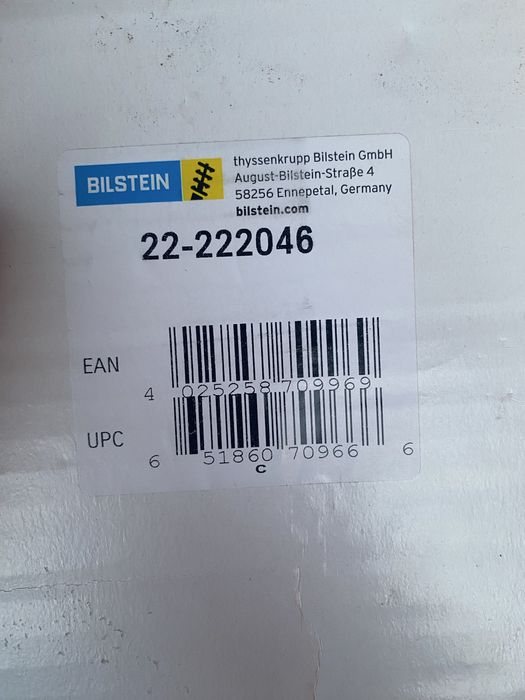 BILSTEIN
thyssenkrupp Bilstein GmbH
August-Bilstein-Straße 4
58256 Ennepetal, Germany
bilstein.com
22-222046
EAN
4 025258 709969
UPC
6 51860 70966 6
C